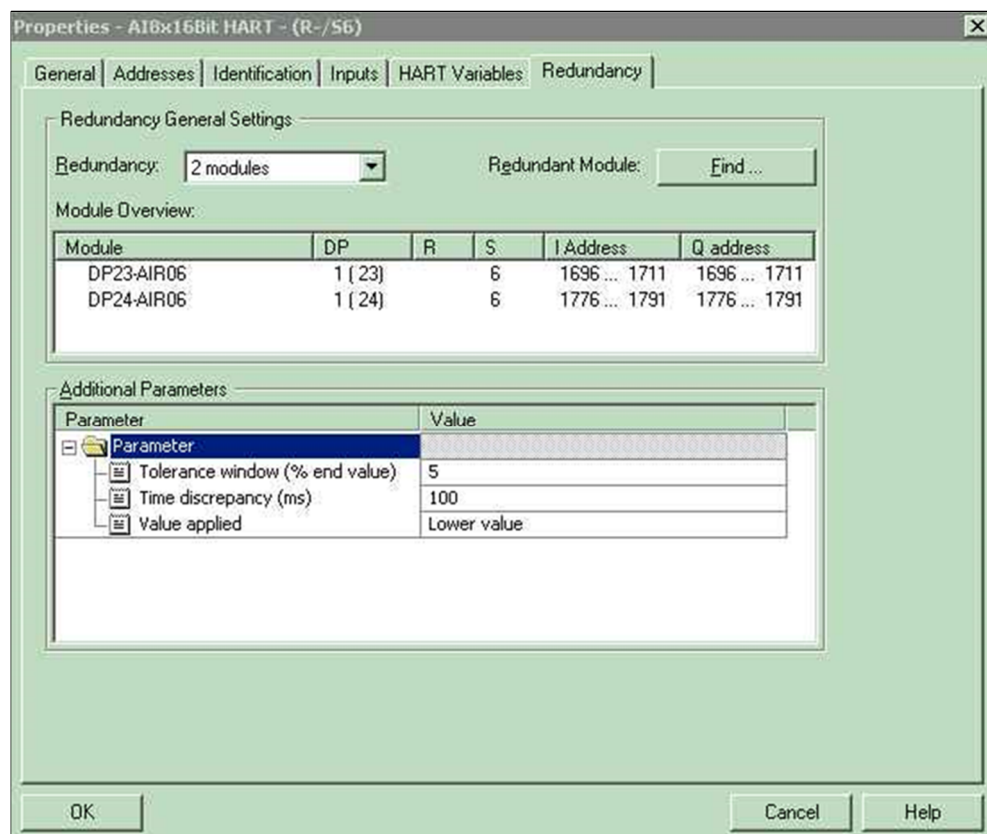 Properties - AI8x16Bit HART - (R-/S6)
General Addresses Identification Inputs HART Variables Redundancy
Redundancy General Settings
Redundancy: 2 modules Redundant Module: Find ...
Module Overview:
Module DP R S I Address Q address
DP23-AIR06 1 ( 23) 6 1696 ... 1711 1696 ... 1711
DP24-AIR06 1 ( 24) 6 1776 ... 1791 1776 ... 1791
Additional Parameters
Parameter Value
Parameter
Tolerance window (% end value) 5
Time discrepancy (ms) 100
Value applied Lower value
OK Cancel Help